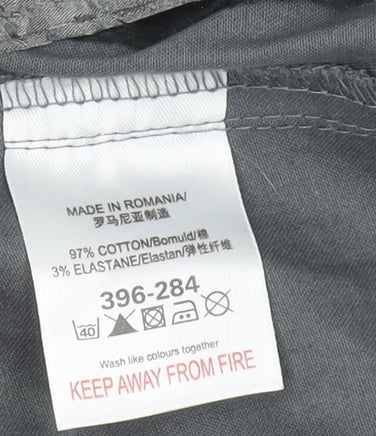 MADE IN ROMANIA/
罗马尼亚制造
97% COTTON/Bomuld/棉
3% ELASTANE/Elastan/弹性纤维
396-284
40
Wash like colours together
KEEP AWAY FROM FIRE